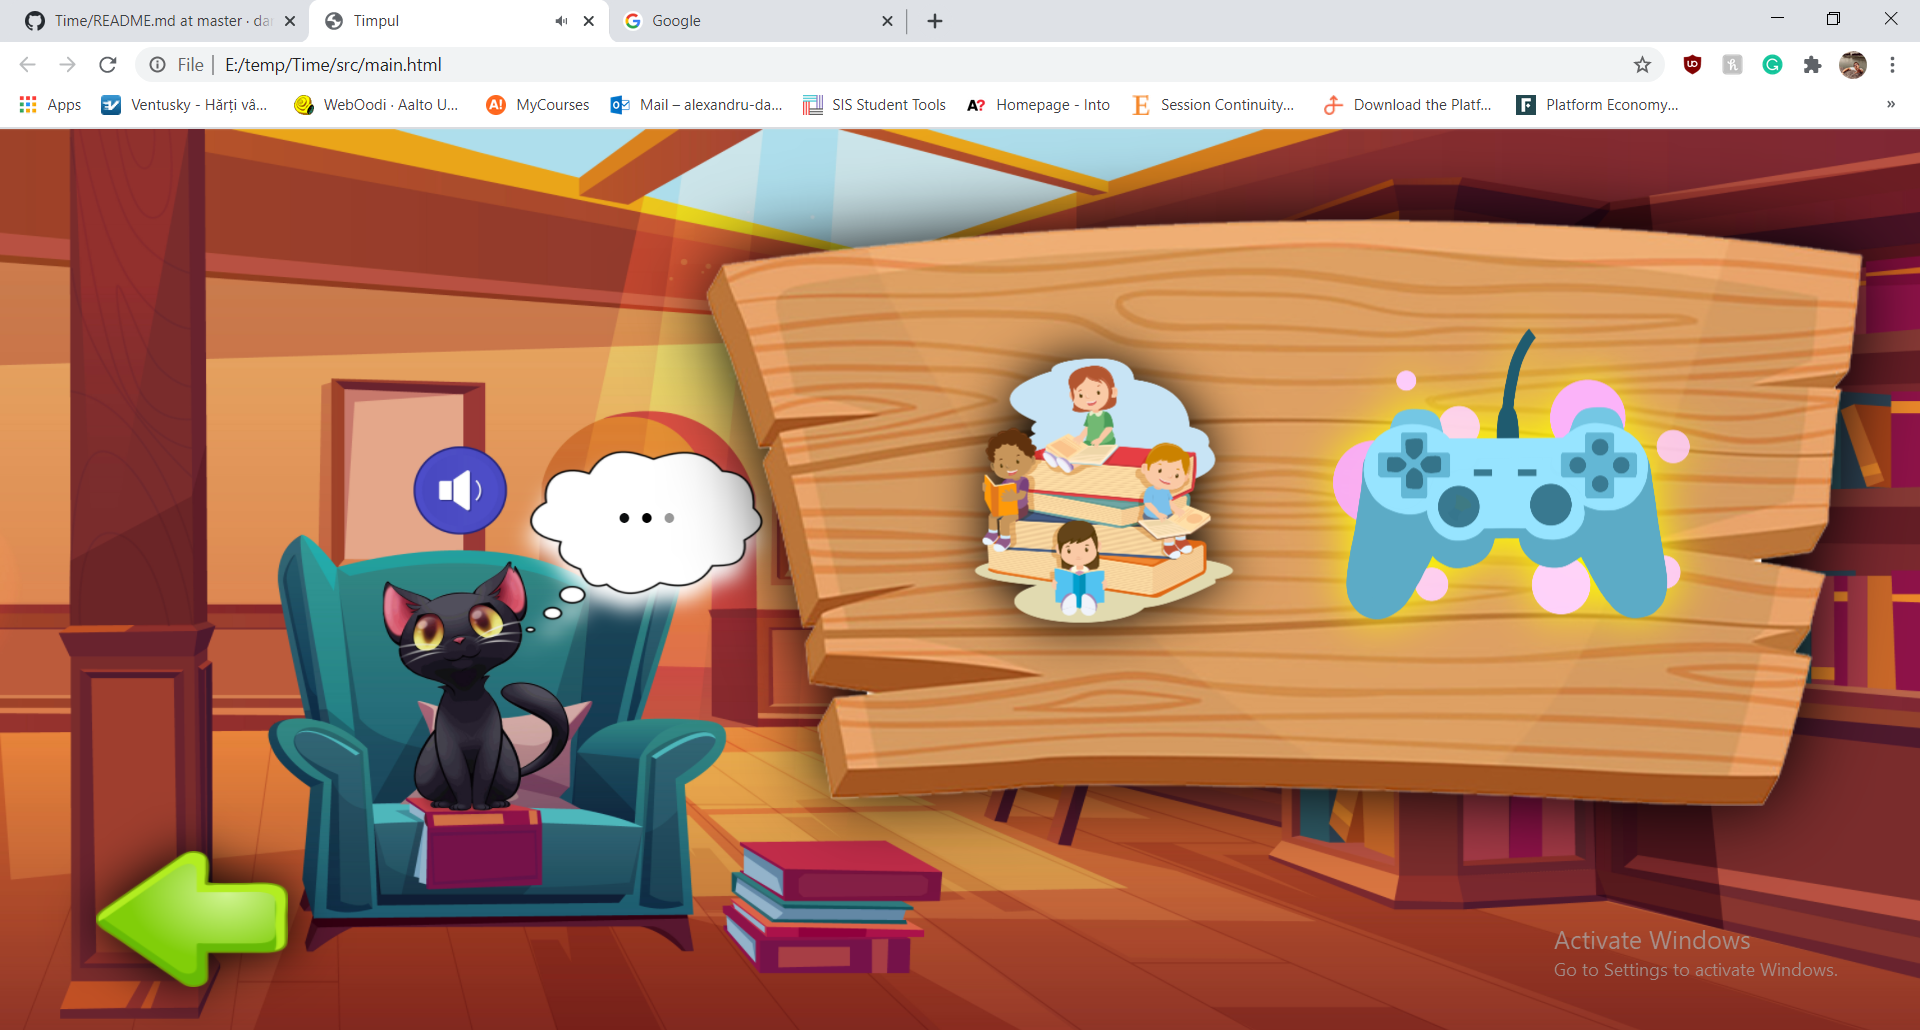 Time/README.md at master · da
Timpul
Google
File
E:/temp/Time/src/main.html
Apps
Ventusky - Hărți vâ...
WebOodi · Aalto U...
MyCourses
Mail – alexandru-da...
SIS Student Tools
Homepage - Into
Session Continuity...
Download the Platf...
Platform Economy...
Activate Windows
Go to Settings to activate Windows.